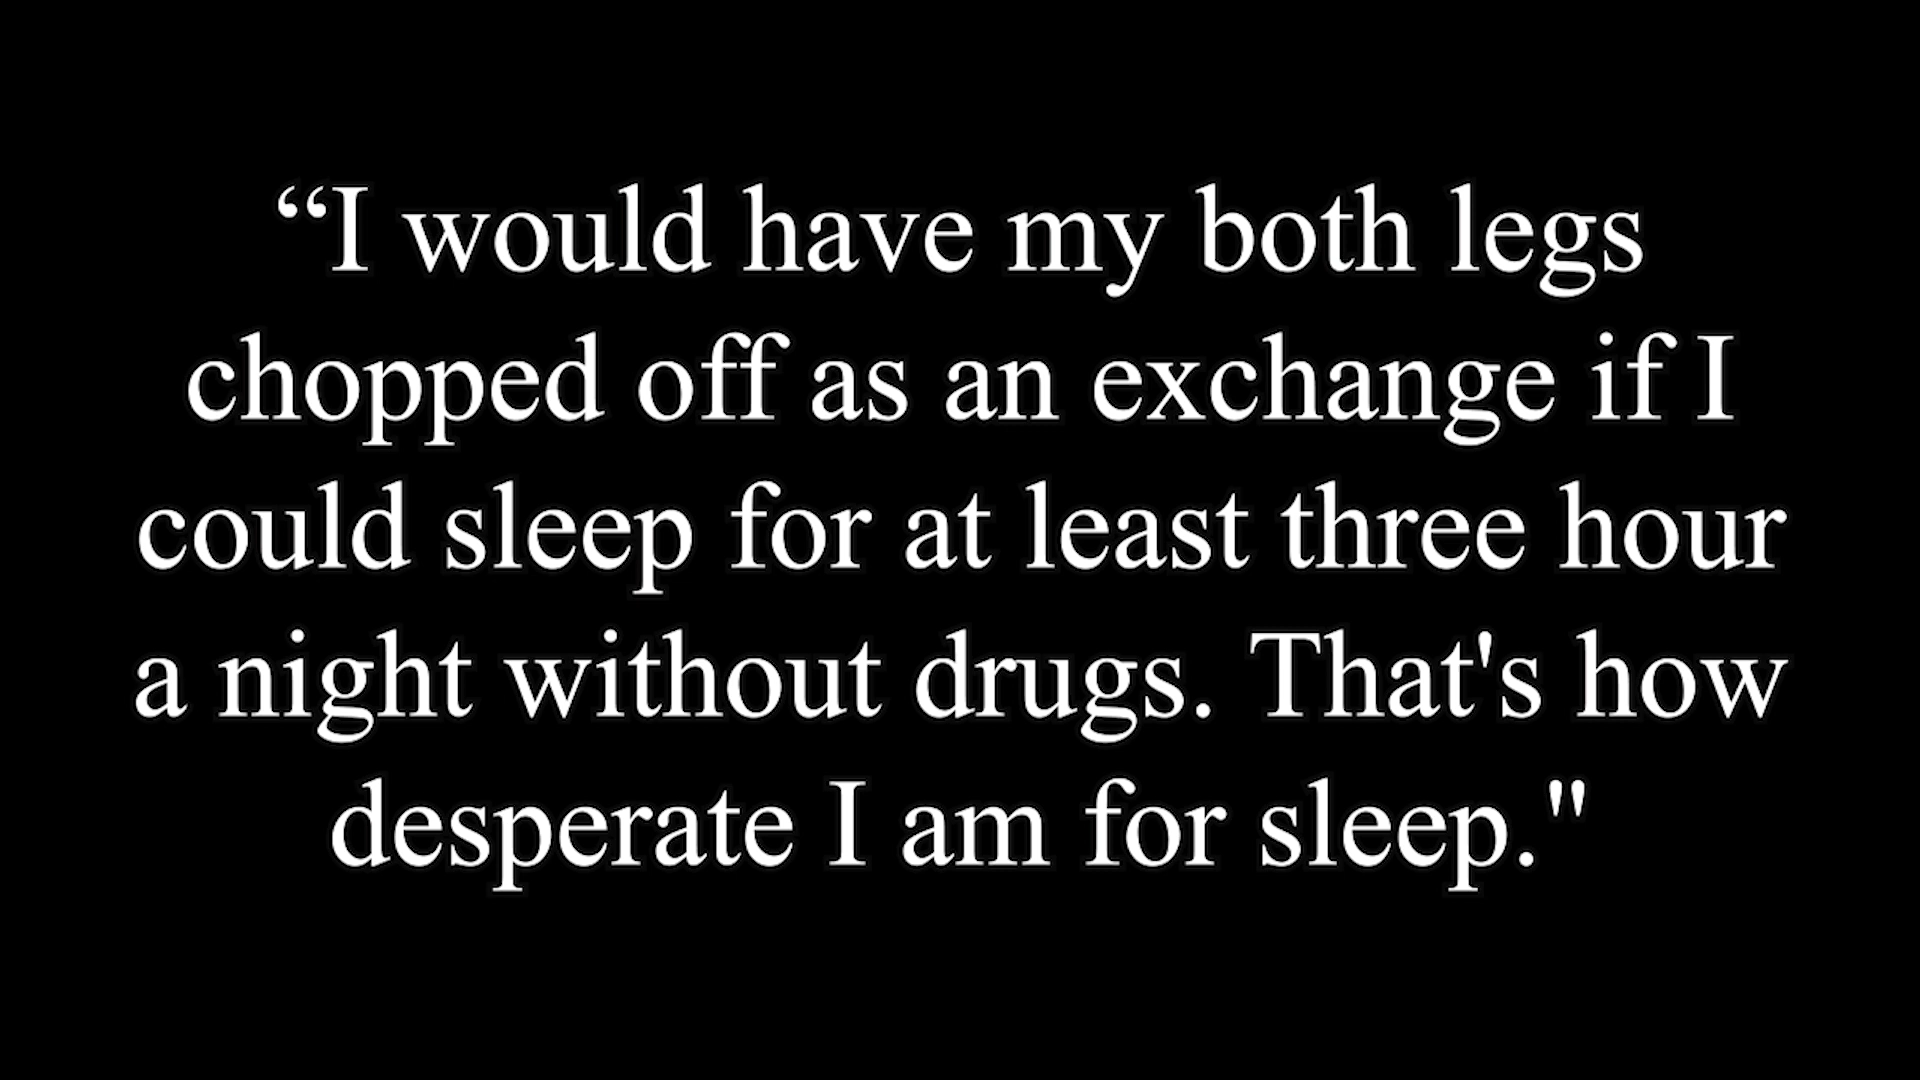 “I would have my both legs
chopped off as an exchange if I
could sleep for at least three hour
a night without drugs. That's how
desperate I am for sleep."